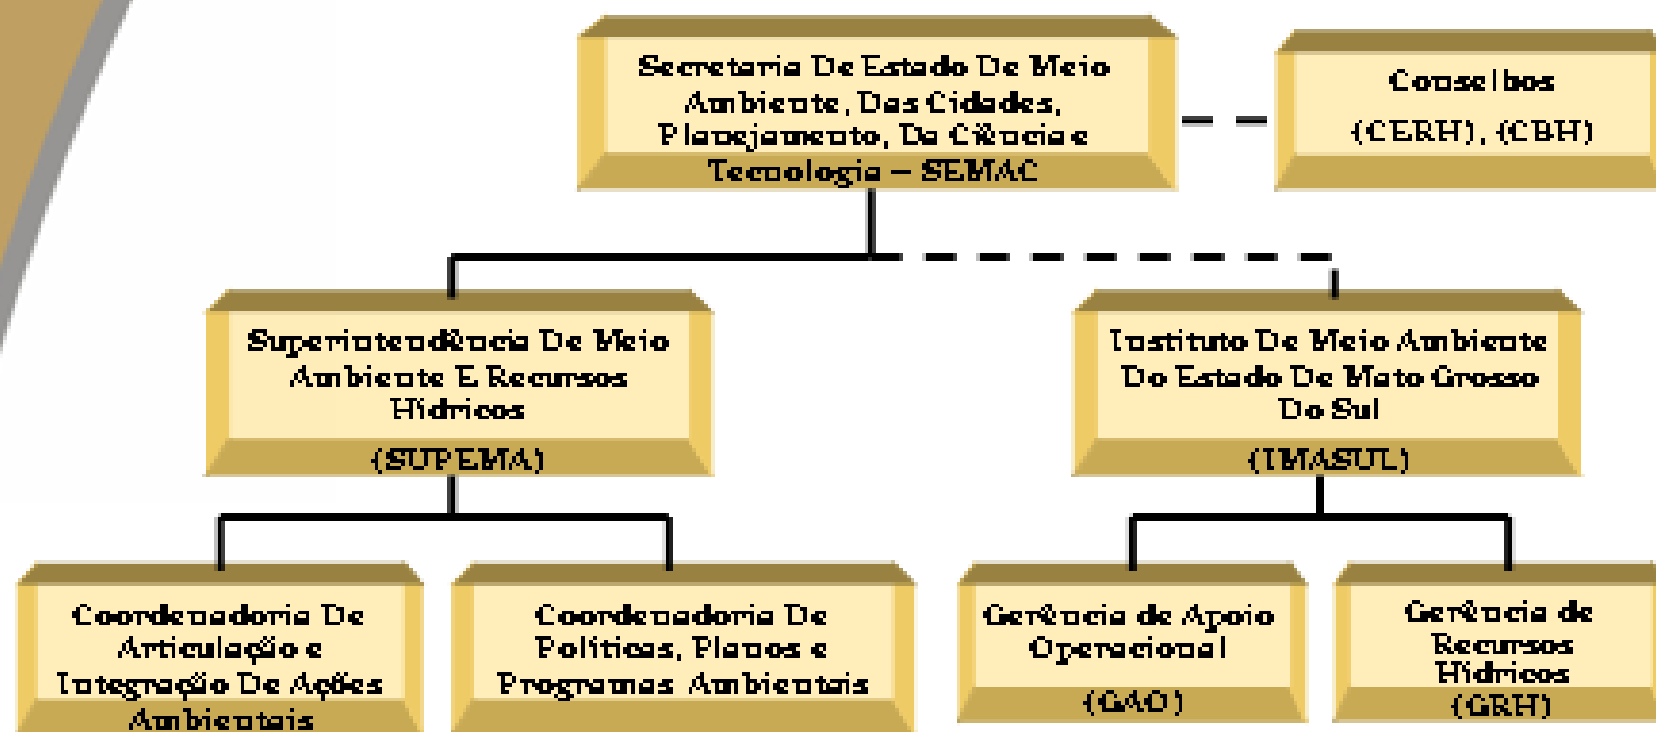 Secretaria De Estado De Meio
Ambiente, Das Cidades,
Planejamento, Da Ciência e
Tecnologia – SEMAC
Conselhos
(CERH), (CBH)
Superintendência De Meio
Ambiente E Recursos
Hídricos
(SUPEMA)
Instituto De Meio Ambiente
Do Estado De Mato Grosso
Do Sul
(IMASUL)
Coordenadoria De
Articulação e
Integração De Ações
Ambientais
Coordenadoria De
Políticas, Planos e
Programas Ambientais
Gerência de Apoio
Operacional
(GAO)
Gerência de
Recursos
Hídricos
(GRH)